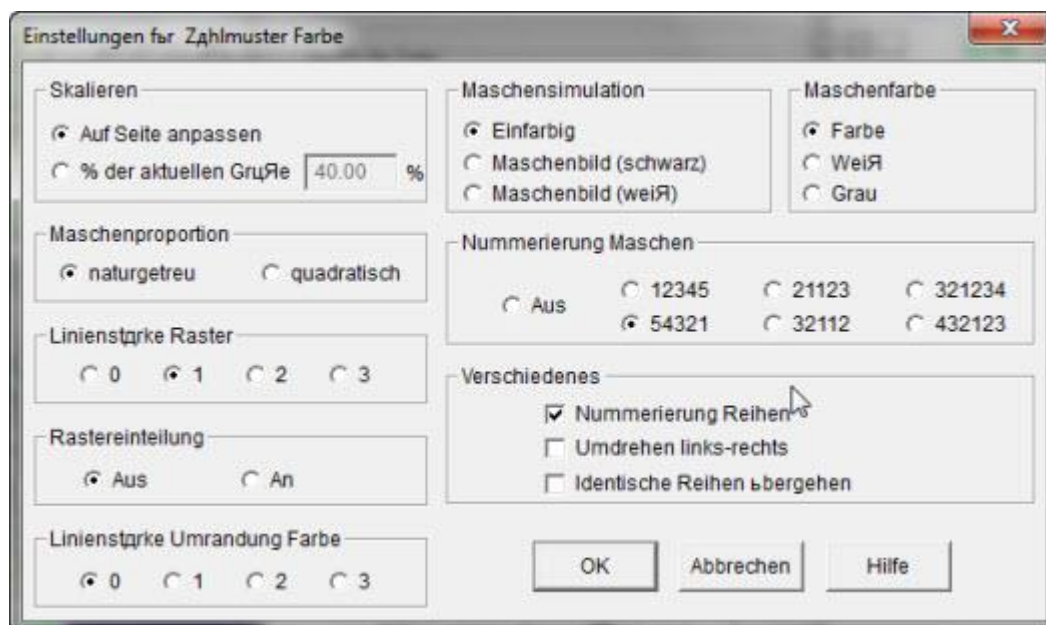 Einstellungen fьr Zдhlmuster Farbe
Skalieren
Auf Seite anpassen
% der aktuellen GrцЯe 40.00 %
Maschenproportion
naturgetreu quadratisch
Linienstдrke Raster
0 1 2 3
Rastereinteilung
Aus An
Linienstдrke Umrandung Farbe
0 1 2 3
Maschensimulation
Einfarbig
Maschenbild (schwarz)
Maschenbild (weiЯ)
Maschenfarbe
Farbe
WeiЯ
Grau
Nummerierung Maschen
Aus
12345 21123 321234
54321 32112 432123
Verschiedenes
Nummerierung Reihen
Umdrehen links-rechts
Identische Reihen ьbergehen
OK Abbrechen Hilfe